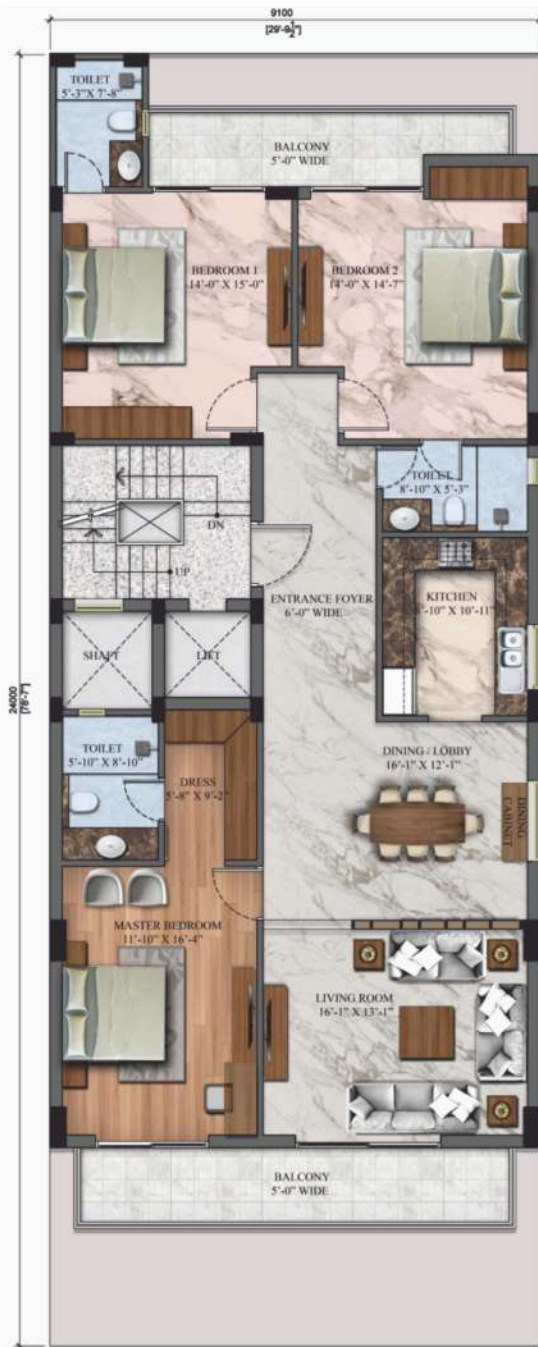 9100
[29'-9½"]
TOILET
5'-3"X 7'-8"
BALCONY
5'-0" WIDE
BEDROOM 1
14'-0" X 15'-0"
BEDROOM 2
14'-0" X 14'-7"
TOILET
8'-10" X 5'-3"
DN
UP
ENTRANCE FOYER
6'-0" WIDE
KITCHEN
-10" X 10'-11"
SHAFT
LIFT
24000
[78'-7"]
TOILET
5'-10" X 8'-10"
DRESS
5'-8" X 9'-2"
DINING / LOBBY
16'-1" X 12'-1"
DINING
CABINET
MASTER BEDROOM
11'-10" X 16'-4"
LIVING ROOM
16'-1" X 13'-1"
BALCONY
5'-0" WIDE